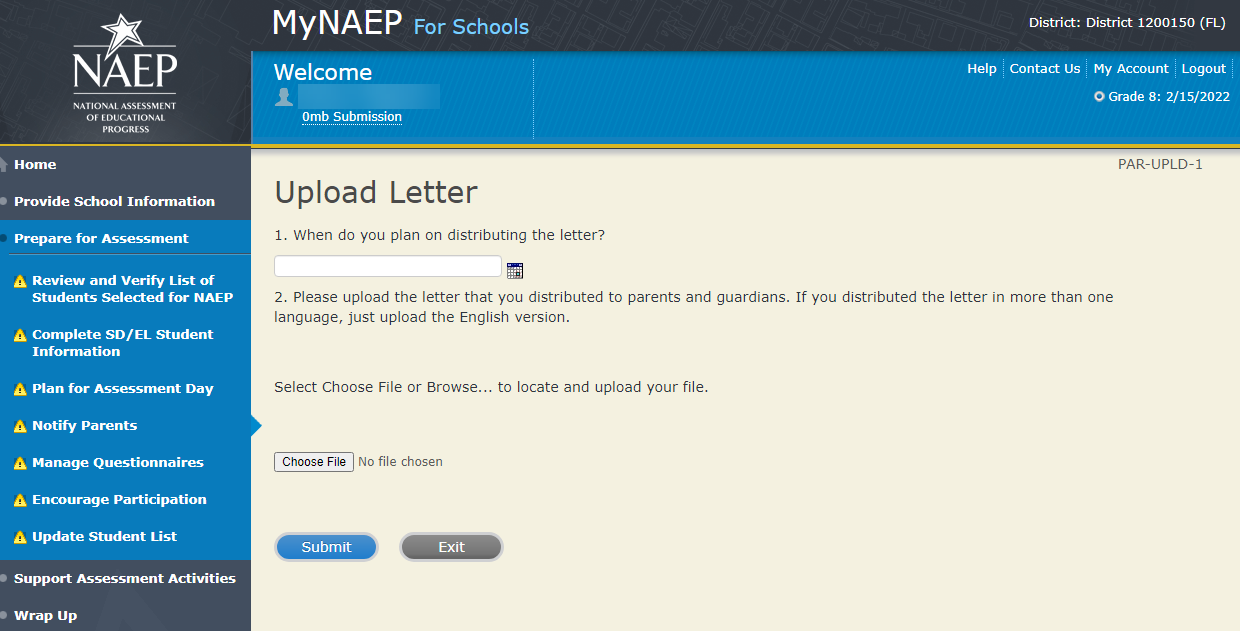 NAEP
NATIONAL ASSESSMENT
OF EDUCATIONAL
PROGRESS
MyNAEP For Schools
District: District 1200150 (FL)
Welcome
0mb Submission
Help
Contact Us
My Account
Logout
Grade 8: 2/15/2022
Home
Provide School Information
Prepare for Assessment
Review and Verify List of
Students Selected for NAEP
Complete SD/EL Student
Information
Plan for Assessment Day
Notify Parents
Manage Questionnaires
Encourage Participation
Update Student List
Support Assessment Activities
Wrap Up
PAR-UPLD-1
Upload Letter
1. When do you plan on distributing the letter?
2. Please upload the letter that you distributed to parents and guardians. If you distributed the letter in more than one
language, just upload the English version.
Select Choose File or Browse... to locate and upload your file.
Choose File No file chosen
Submit
Exit